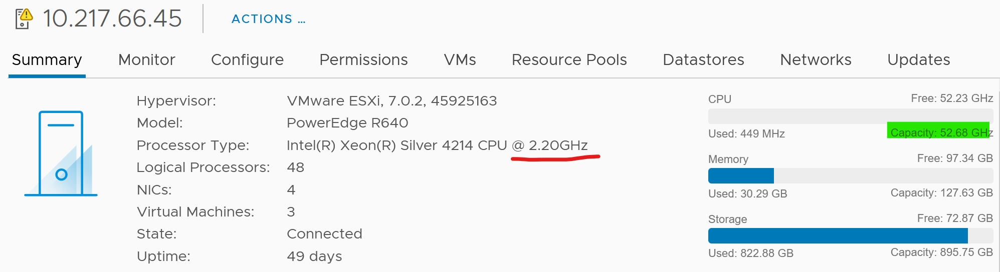 10.217.66.45 ACTIONS ...
Summary Monitor Configure Permissions VMs Resource Pools Datastores Networks Updates
Hypervisor: VMware ESXi, 7.0.2, 45925163
Model: PowerEdge R640
Processor Type: Intel(R) Xeon(R) Silver 4214 CPU @ 2.20GHz
Logical Processors: 48
NICs: 4
Virtual Machines: 3
State: Connected
Uptime: 49 days
CPU Free: 52.23 GHz
Used: 449 MHz Capacity: 52.68 GHz
Memory Free: 97.34 GB
Used: 30.29 GB Capacity: 127.63 GB
Storage Free: 72.87 GB
Used: 822.88 GB Capacity: 895.75 GB